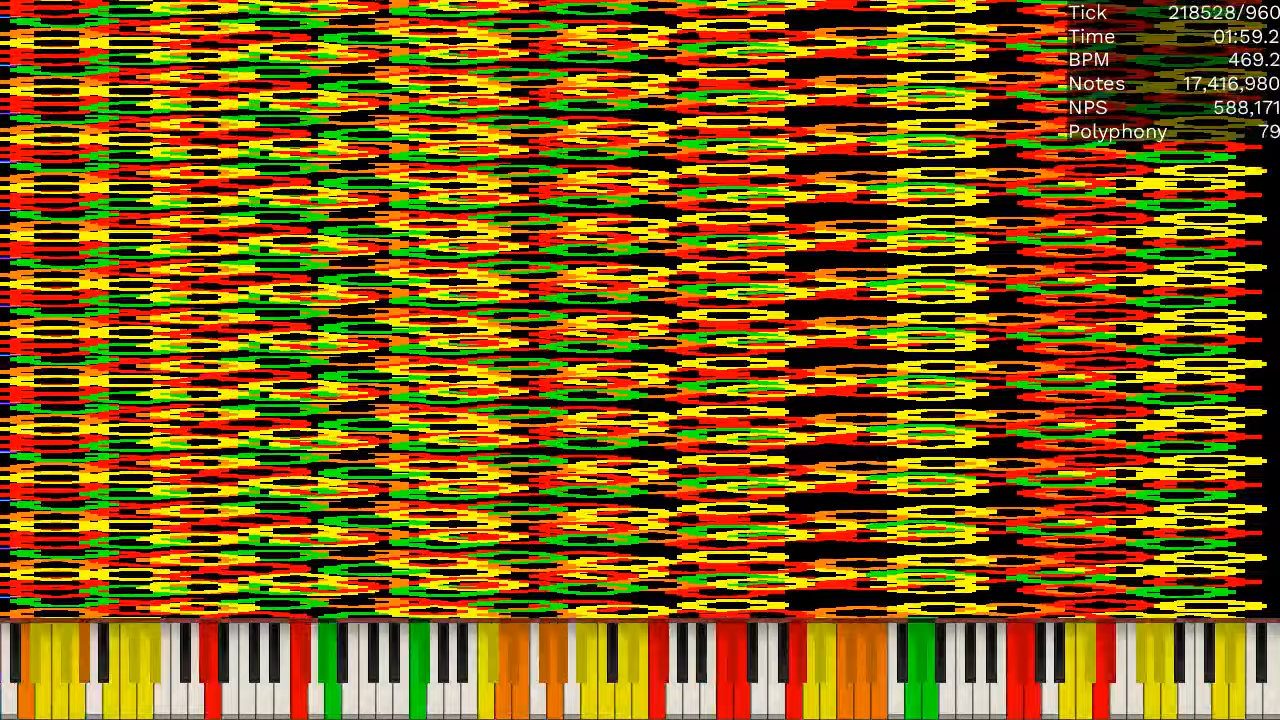 Tick 218528/960
Time 01:59.2
BPM 469.2
Notes 17,416,980
NPS 588,171
Polyphony 79